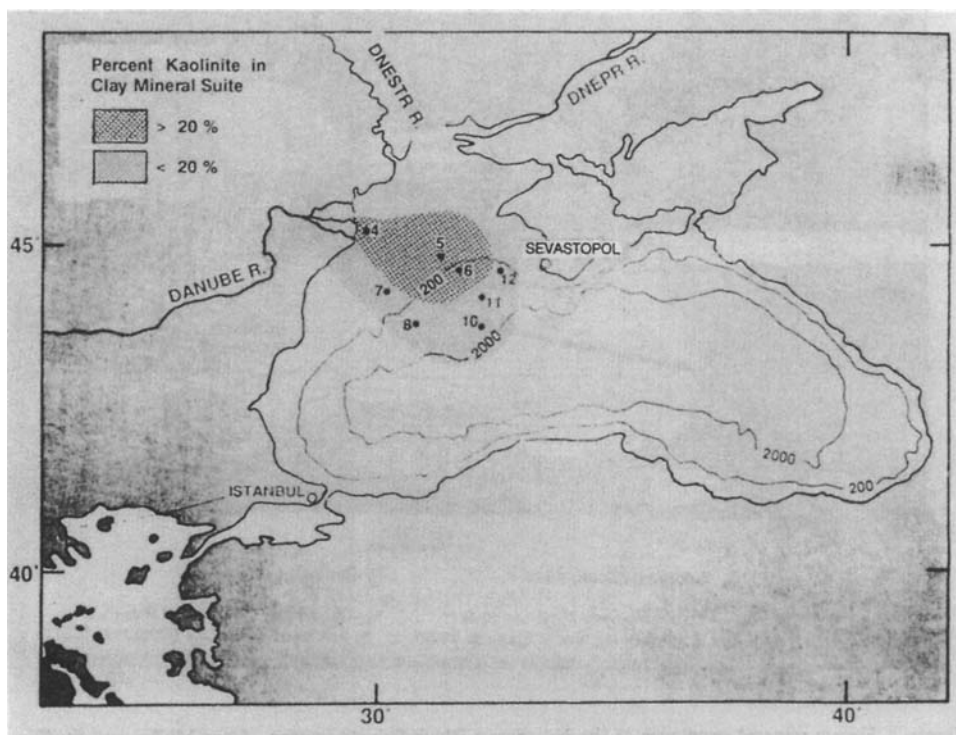 Percent Kaolinite in
Clay Mineral Suite
> 20 %
< 20 %
DNESTR R.
DNEPR R.
45°
DANUBE R.
SEVASTOPOL
4
5
6
7
8
10
11
12
200
2000
2000
200
ISTANBUL
40°
30°
40°